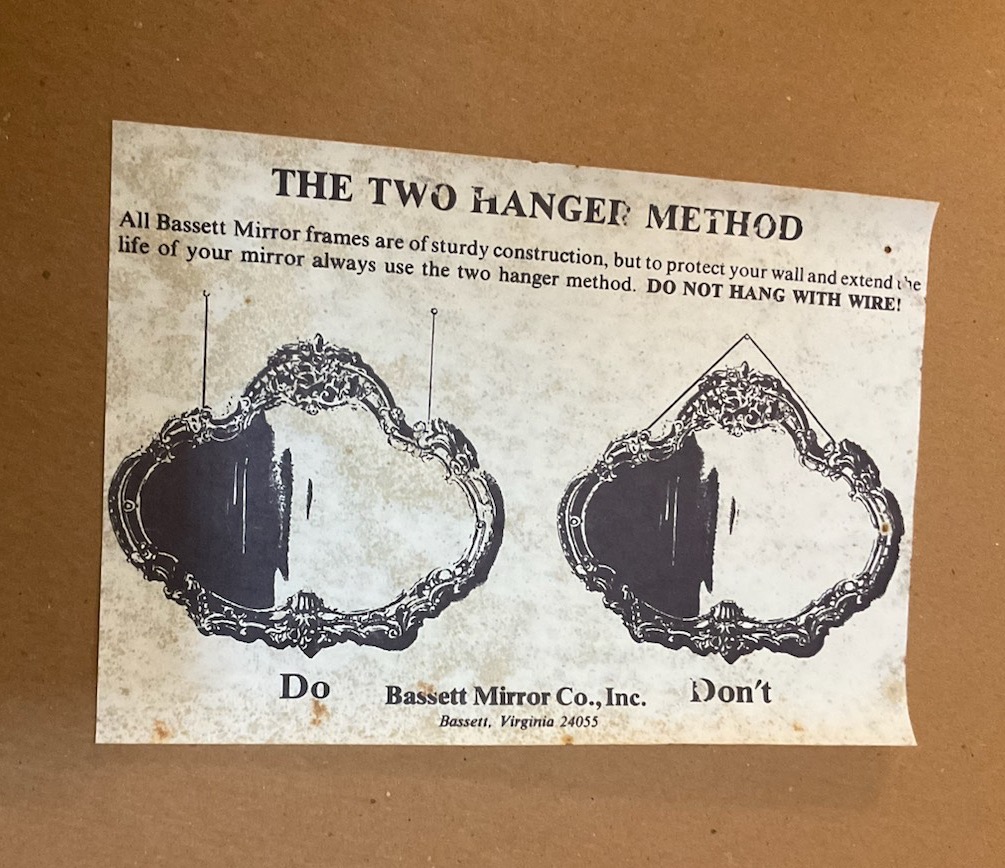 THE TWO HANGER METHOD
All Bassett Mirror frames are of sturdy construction, but to protect your wall and extend the
life of your mirror always use the two hanger method. DO NOT HANG WITH WIRE!
Do
Bassett Mirror Co., Inc.
Don't
Bassett, Virginia 24055